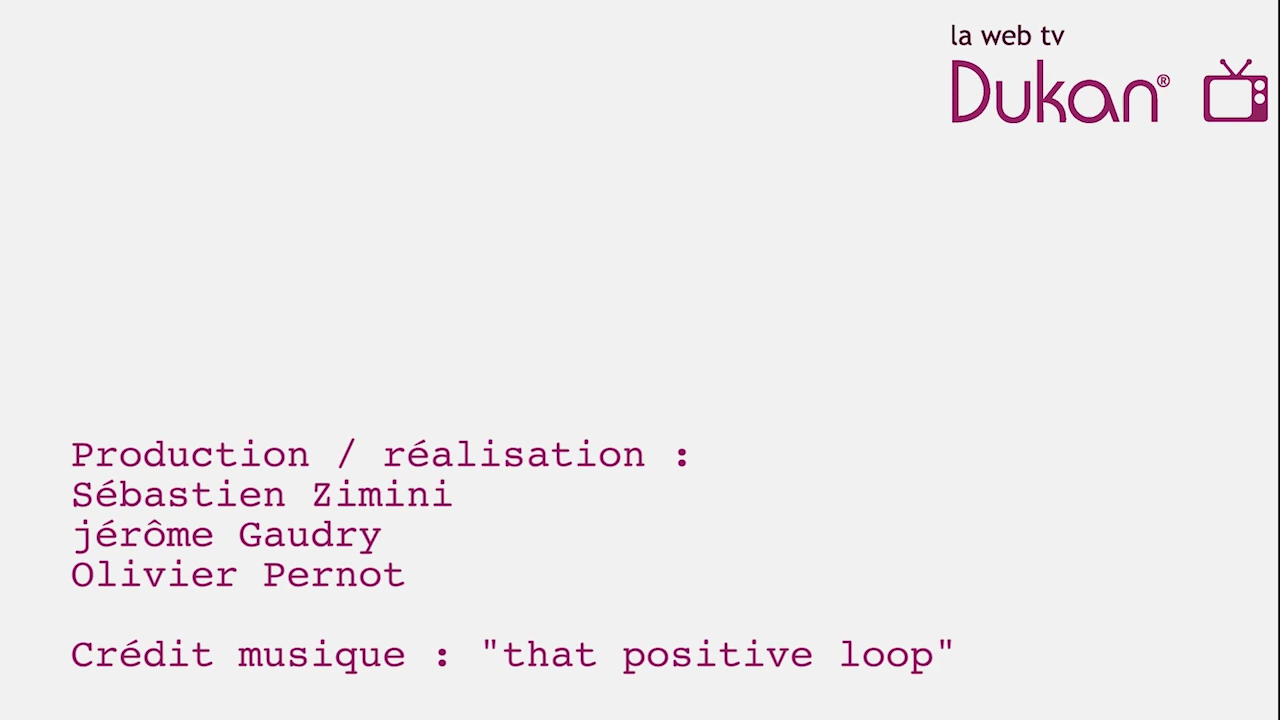 la web tv
Dukan®
Production / réalisation :
Sébastien Zimini
jérôme Gaudry
Olivier Pernot
Crédit musique : "that positive loop"